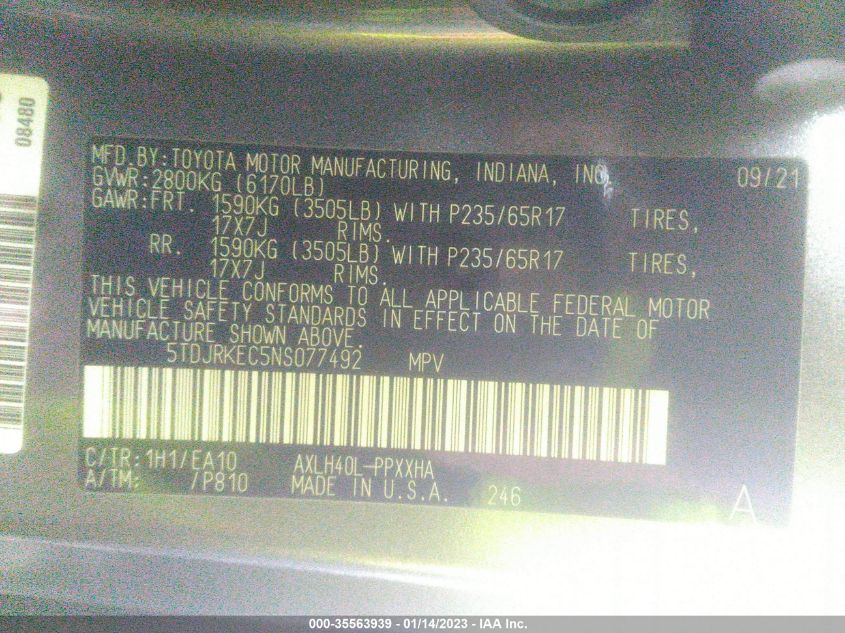 08480
MFD.BY:TOYOTA MOTOR MANUFACTURING, INDIANA, INC. 09/21
GVWR:2800KG (6170LB)
GAWR:FRT. 1590KG (3505LB) WITH P235/65R17 TIRES,
17X7J RIMS.
RR. 1590KG (3505LB) WITH P235/65R17 TIRES,
17X7J RIMS.
THIS VEHICLE CONFORMS TO ALL APPLICABLE FEDERAL MOTOR
VEHICLE SAFETY STANDARDS IN EFFECT ON THE DATE OF
MANUFACTURE SHOWN ABOVE.
5TDJRKEC5NS077492 MPV
C/TR:1H1/EA10 AXLH40L-PPXXHA
A/TM: /P810 MADE IN U.S.A. 246 A
000-35563939 - 01/14/2023 - IAA Inc.